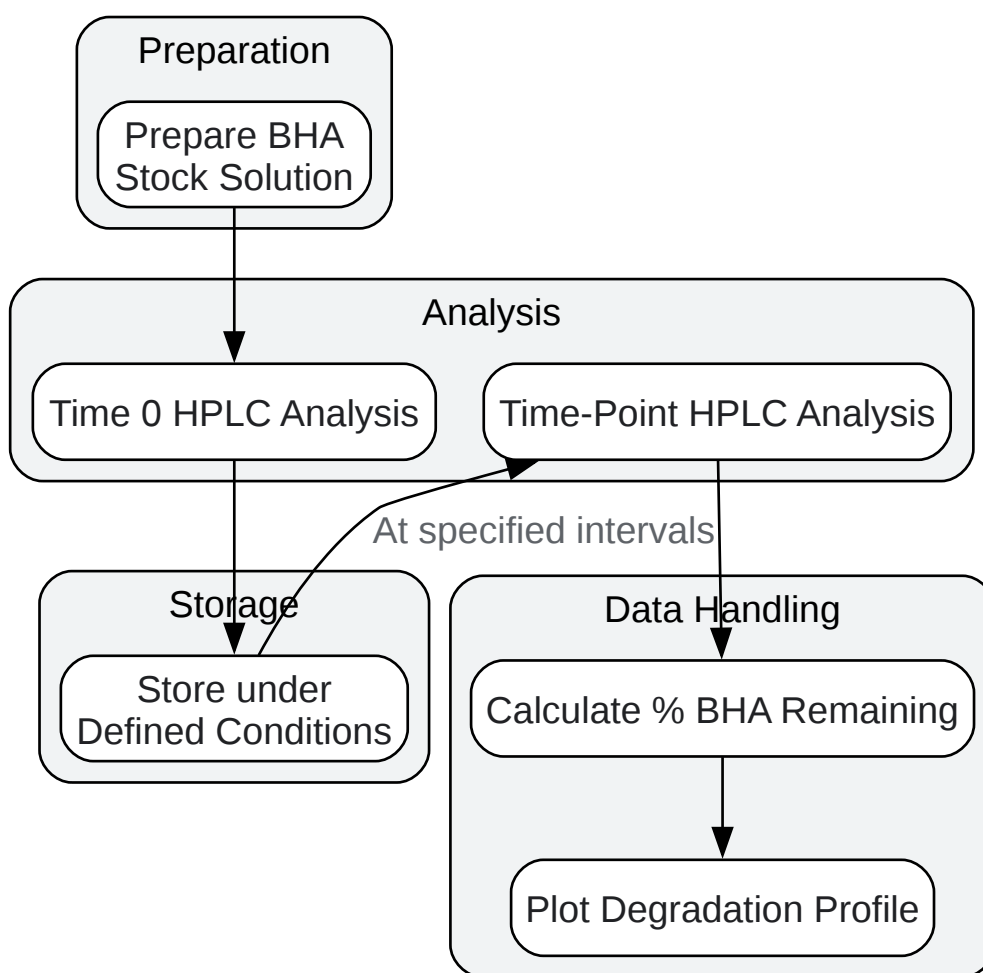 Preparation
Prepare BHA
Stock Solution
Analysis
Time 0 HPLC Analysis
Time-Point HPLC Analysis
At specified intervals
Storage
Store under
Defined Conditions
Data Handling
Calculate % BHA Remaining
Plot Degradation Profile